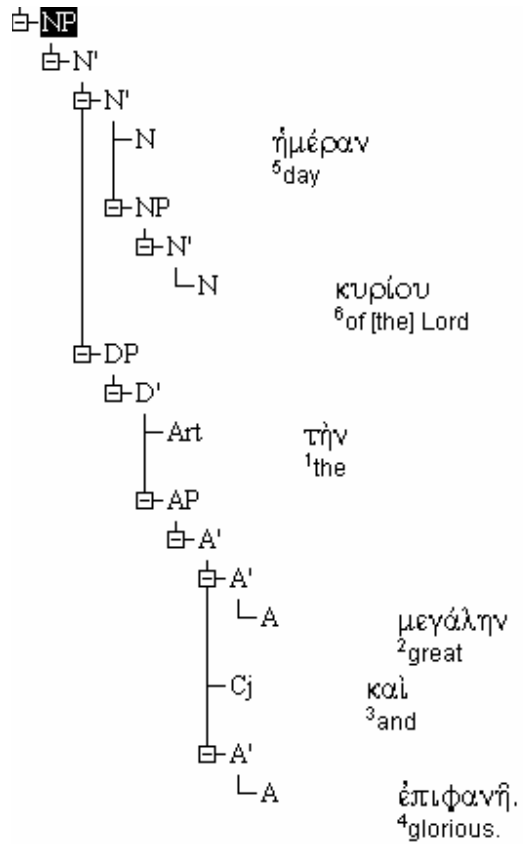 NP
N'
N'
N ἡμέραν
5day
NP
N'
N κυρίου
6of [the] Lord
DP
D'
Art τὴν
1the
AP
A'
A'
A μεγάλην
2great
Cj καὶ
3and
A'
A ἐπιφανῆ.
4glorious.